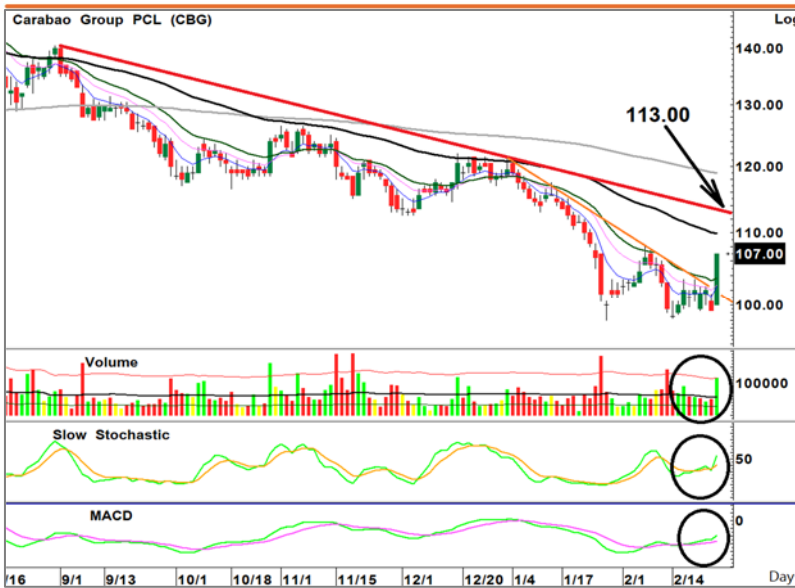 Carabao Group PCL (CBG)
Log
140.00
130.00
113.00
120.00
110.00
107.00
100.00
Volume
100000
Slow Stochastic
50
MACD
0
/16 9/1 9/13 10/1 10/18 11/1 11/15 12/1 12/20 1/4 1/17 2/1 2/14 Day